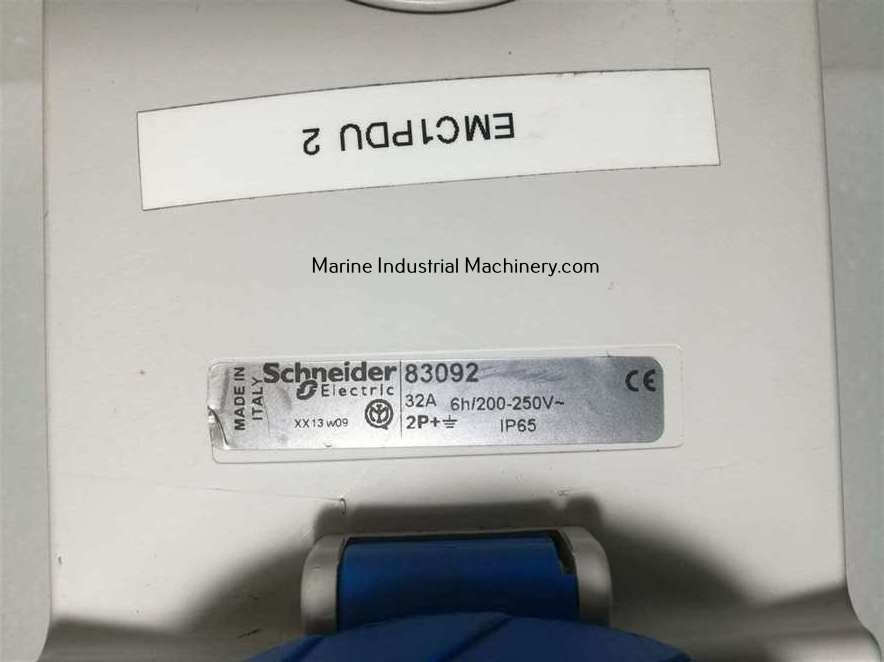 EMC1PDU 2
Marine Industrial Machinery.com
MADE IN
ITALY
Schneider
Electric
XX13 w09
83092
32A 6h/200-250V~
2P+⏚ IP65
CE